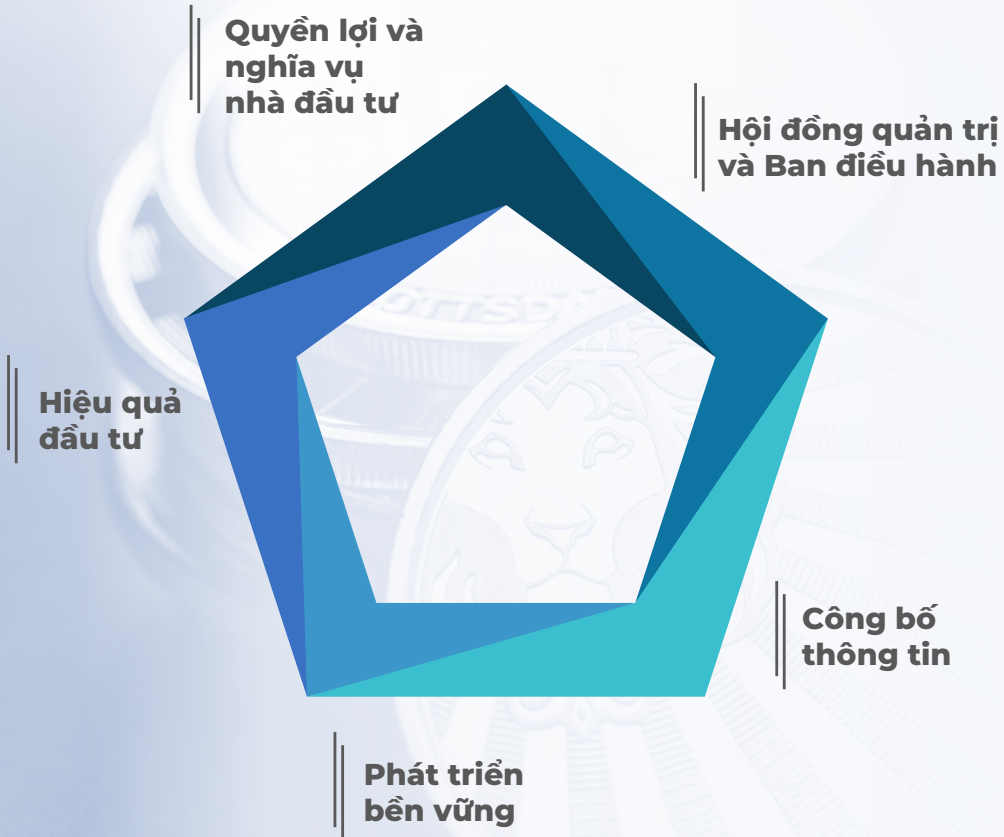 Quyền lợi và
nghĩa vụ
nhà đầu tư
Hội đồng quản trị
và Ban điều hành
Hiệu quả
đầu tư
Công bố
thông tin
Phát triển
bền vững